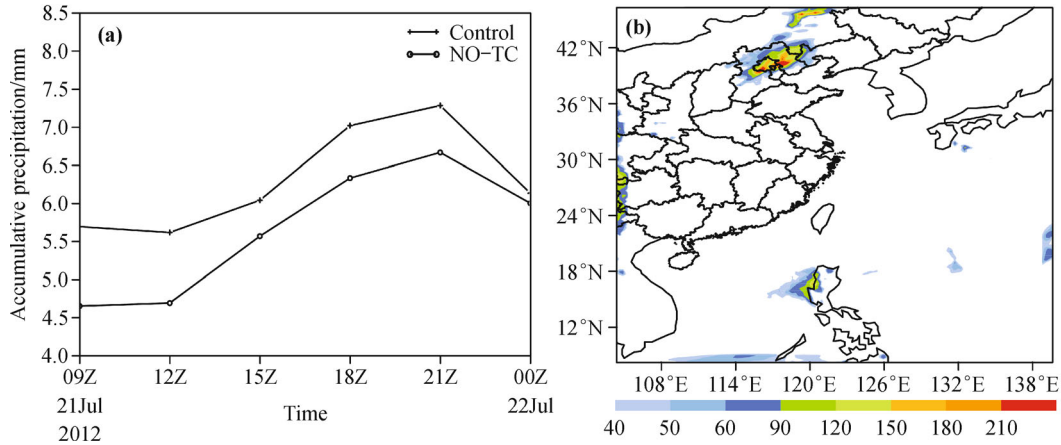 (a)
Control
NO−TC
Accumulative precipitation/mm
8.5
8.0
7.5
7.0
6.5
6.0
5.5
5.0
4.5
4.0
09Z 12Z 15Z 18Z 21Z 00Z
21Jul Time 22Jul
2012
(b)
42°N
36°N
30°N
24°N
18°N
12°N
108°E 114°E 120°E 126°E 132°E 138°E
40 50 60 90 120 150 180 210